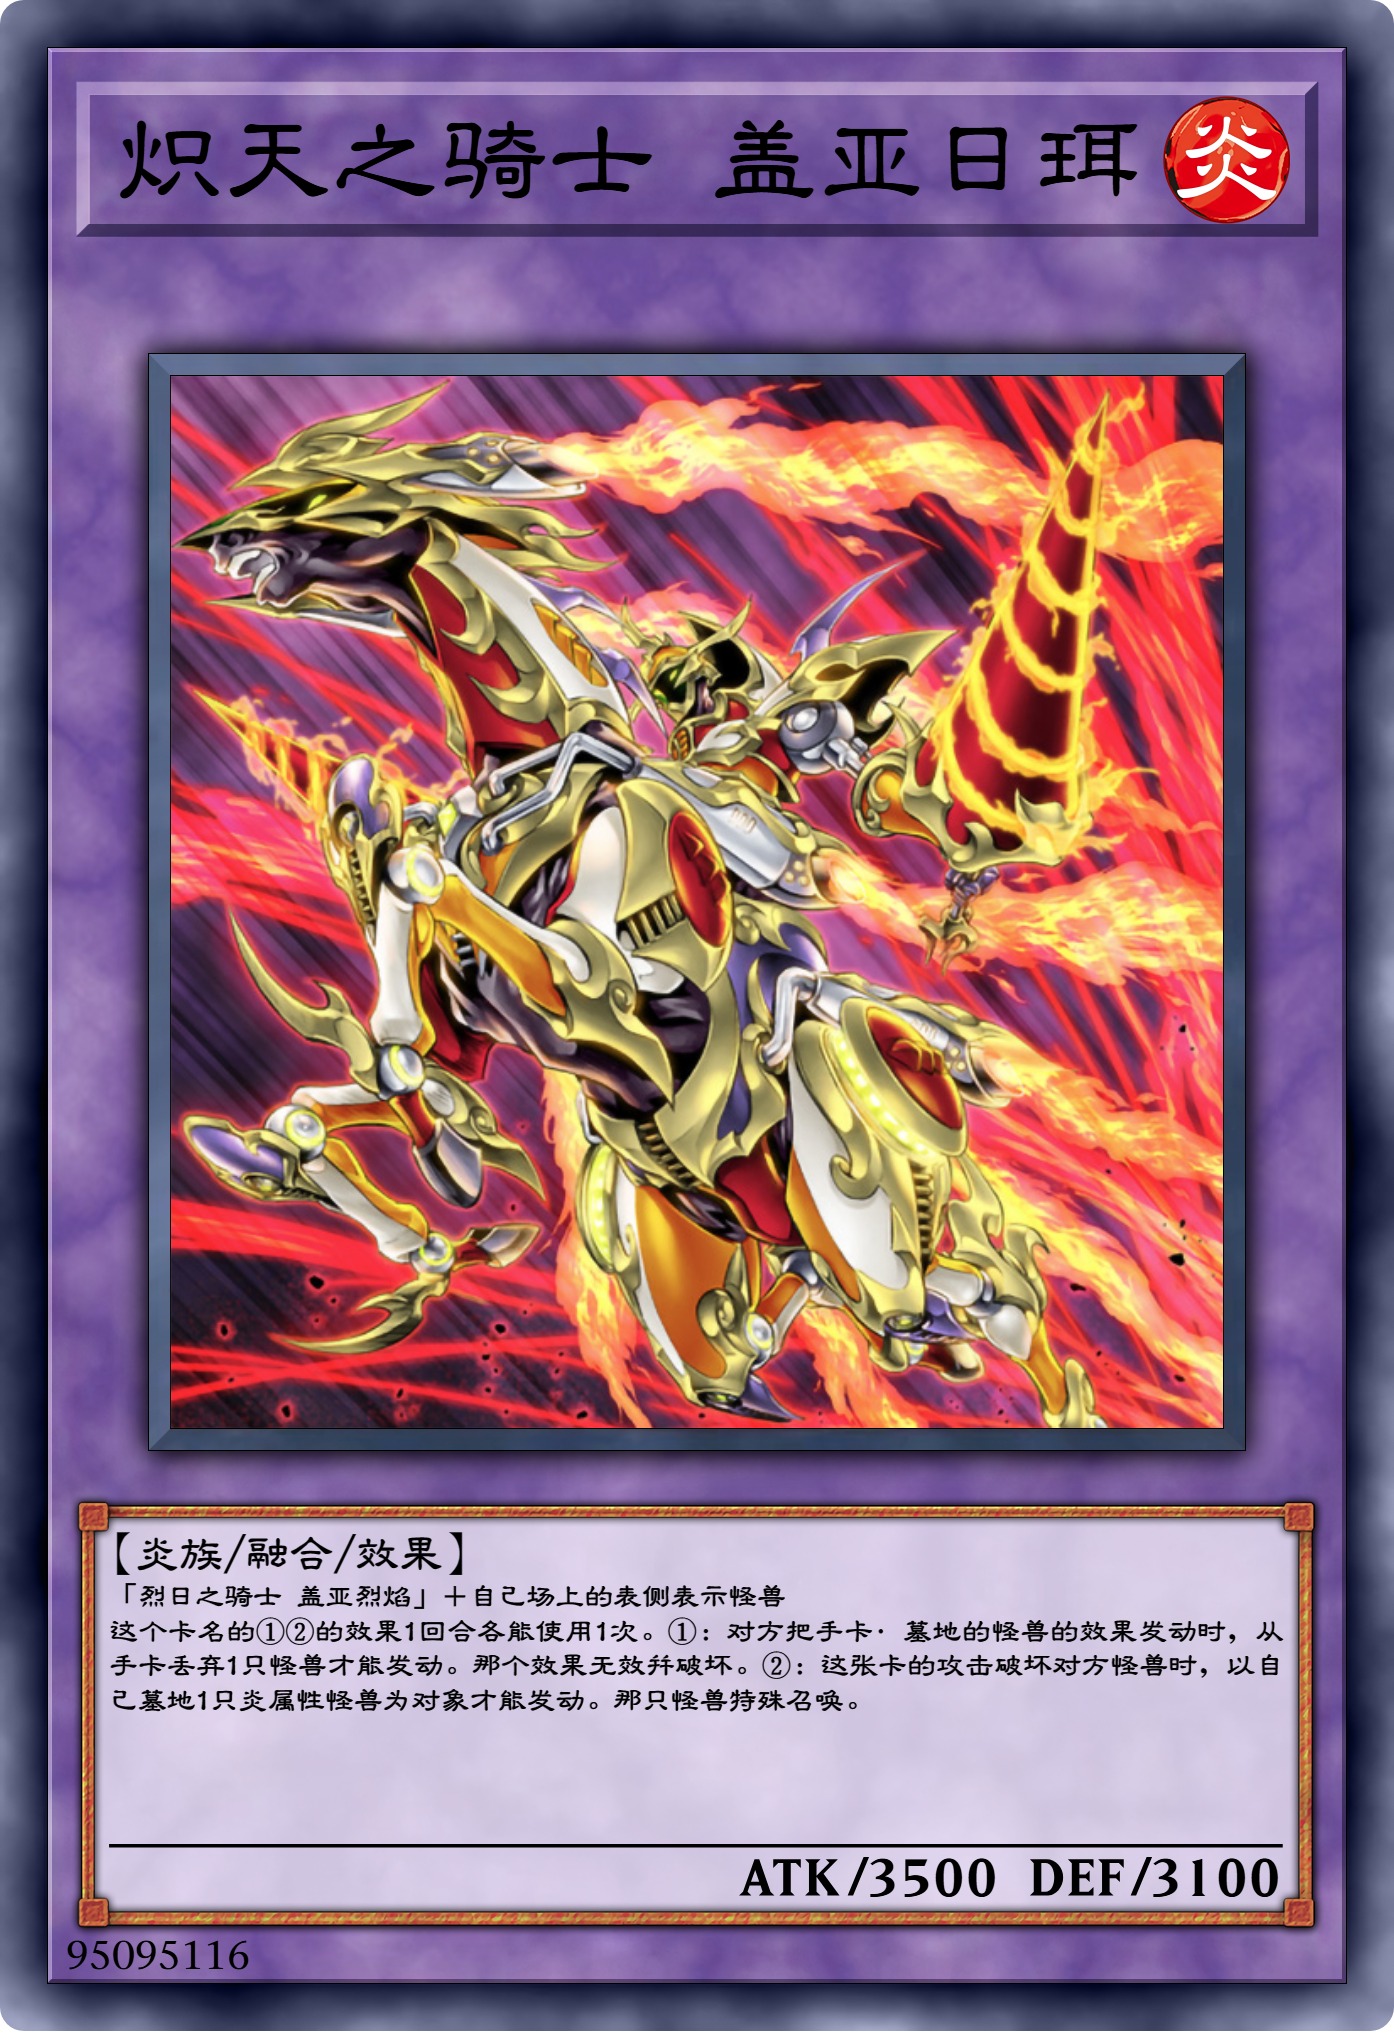 炽天之骑士 盖亚日珥
炎
【炎族/融合/效果】
「烈日之骑士 盖亚烈焰」＋自己场上的表侧表示怪兽
这个卡名的①②的效果1回合各能使用1次。①：对方把手卡·墓地的怪兽的效果发动时，从
手卡丢弃1只怪兽才能发动。那个效果无效并破坏。②：这张卡的攻击破坏对方怪兽时，以自
己墓地1只炎属性怪兽为对象才能发动。那只怪兽特殊召唤。
ATK/3500 DEF/3100
95095116